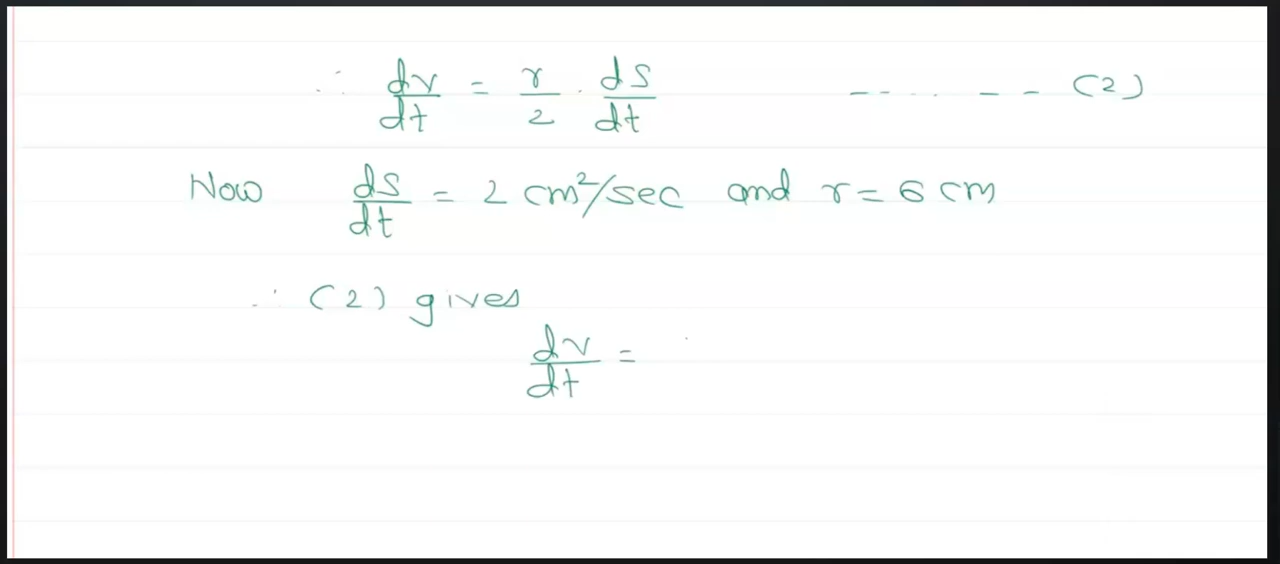 ∴ dv/dt = r/2 · ds/dt -- .... -- - (2)
Now ds/dt = 2 cm²/sec and r = 6 cm
∴ (2) gives
dv/dt =